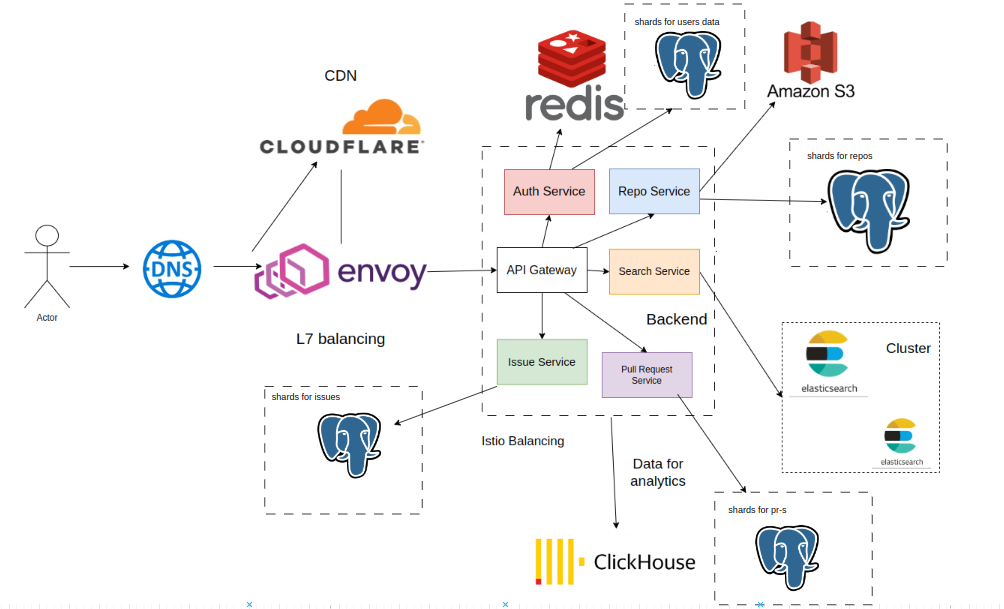 shards for users data
redis
Amazon S3
CDN
CLOUDFLARE
shards for repos
Auth Service
Repo Service
DNS
envoy
API Gateway
Search Service
Actor
L7 balancing
Backend
Issue Service
Pull Request
Service
Cluster
elasticsearch
elasticsearch
shards for issues
Istio Balancing
Data for
analytics
shards for pr-s
ClickHouse